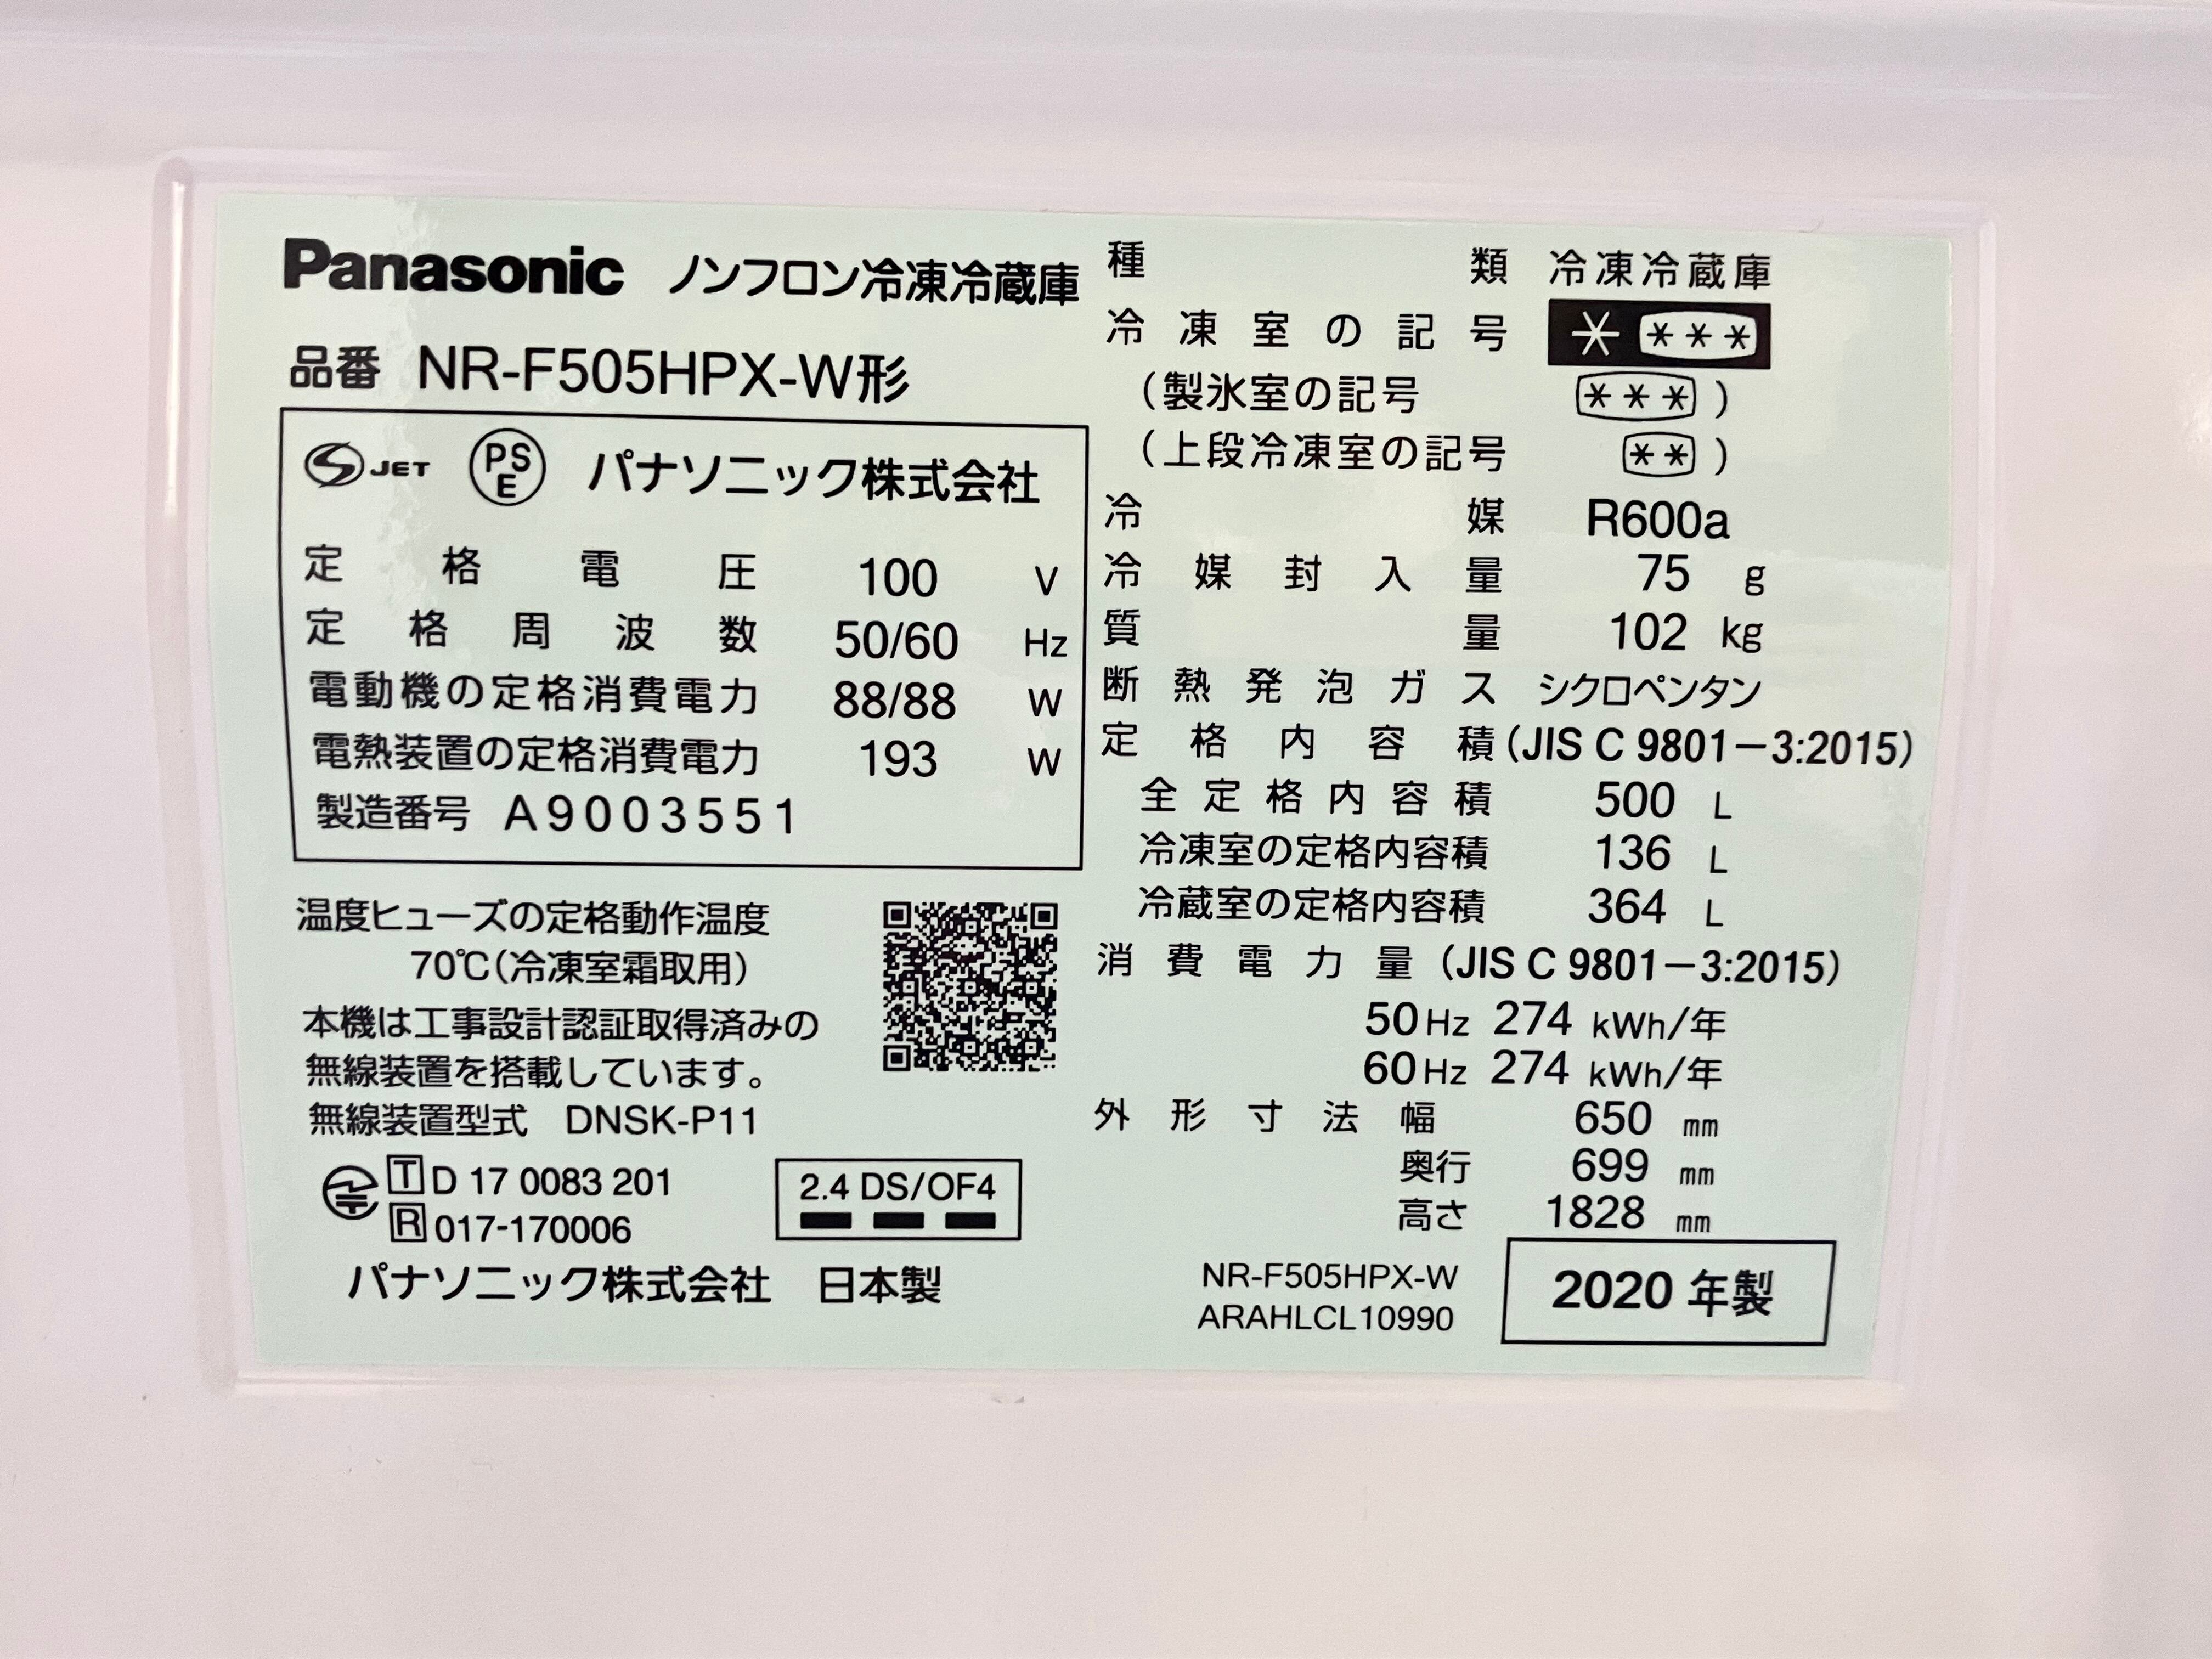 Panasonic ノンフロン冷凍冷蔵庫
品番 NR-F505HPX-W形
JET PSE パナソニック株式会社
定格電圧 100 V
定格周波数 50/60 Hz
電動機の定格消費電力 88/88 W
電熱装置の定格消費電力 193 W
製造番号 A9003551
温度ヒューズの定格動作温度
70℃(冷凍室霜取用)
本機は工事設計認証取得済みの
無線装置を搭載しています。
無線装置型式 DNSK-P11
T D 17 0083 201
R 017-170006
2.4 DS/OF4
パナソニック株式会社 日本製
種類 冷凍冷蔵庫
冷凍室の記号 * ***
(製氷室の記号 ***)
(上段冷凍室の記号 **)
冷媒 R600a
冷媒封入量 75 g
質量 102 kg
断熱発泡ガス シクロペンタン
定格内容積(JIS C 9801-3:2015)
全定格内容積 500 L
冷凍室の定格内容積 136 L
冷蔵室の定格内容積 364 L
消費電力量(JIS C 9801-3:2015)
50Hz 274 kWh/年
60Hz 274 kWh/年
外形寸法 幅 650 mm
奥行 699 mm
高さ 1828 mm
NR-F505HPX-W
ARAHLCL10990
2020 年製